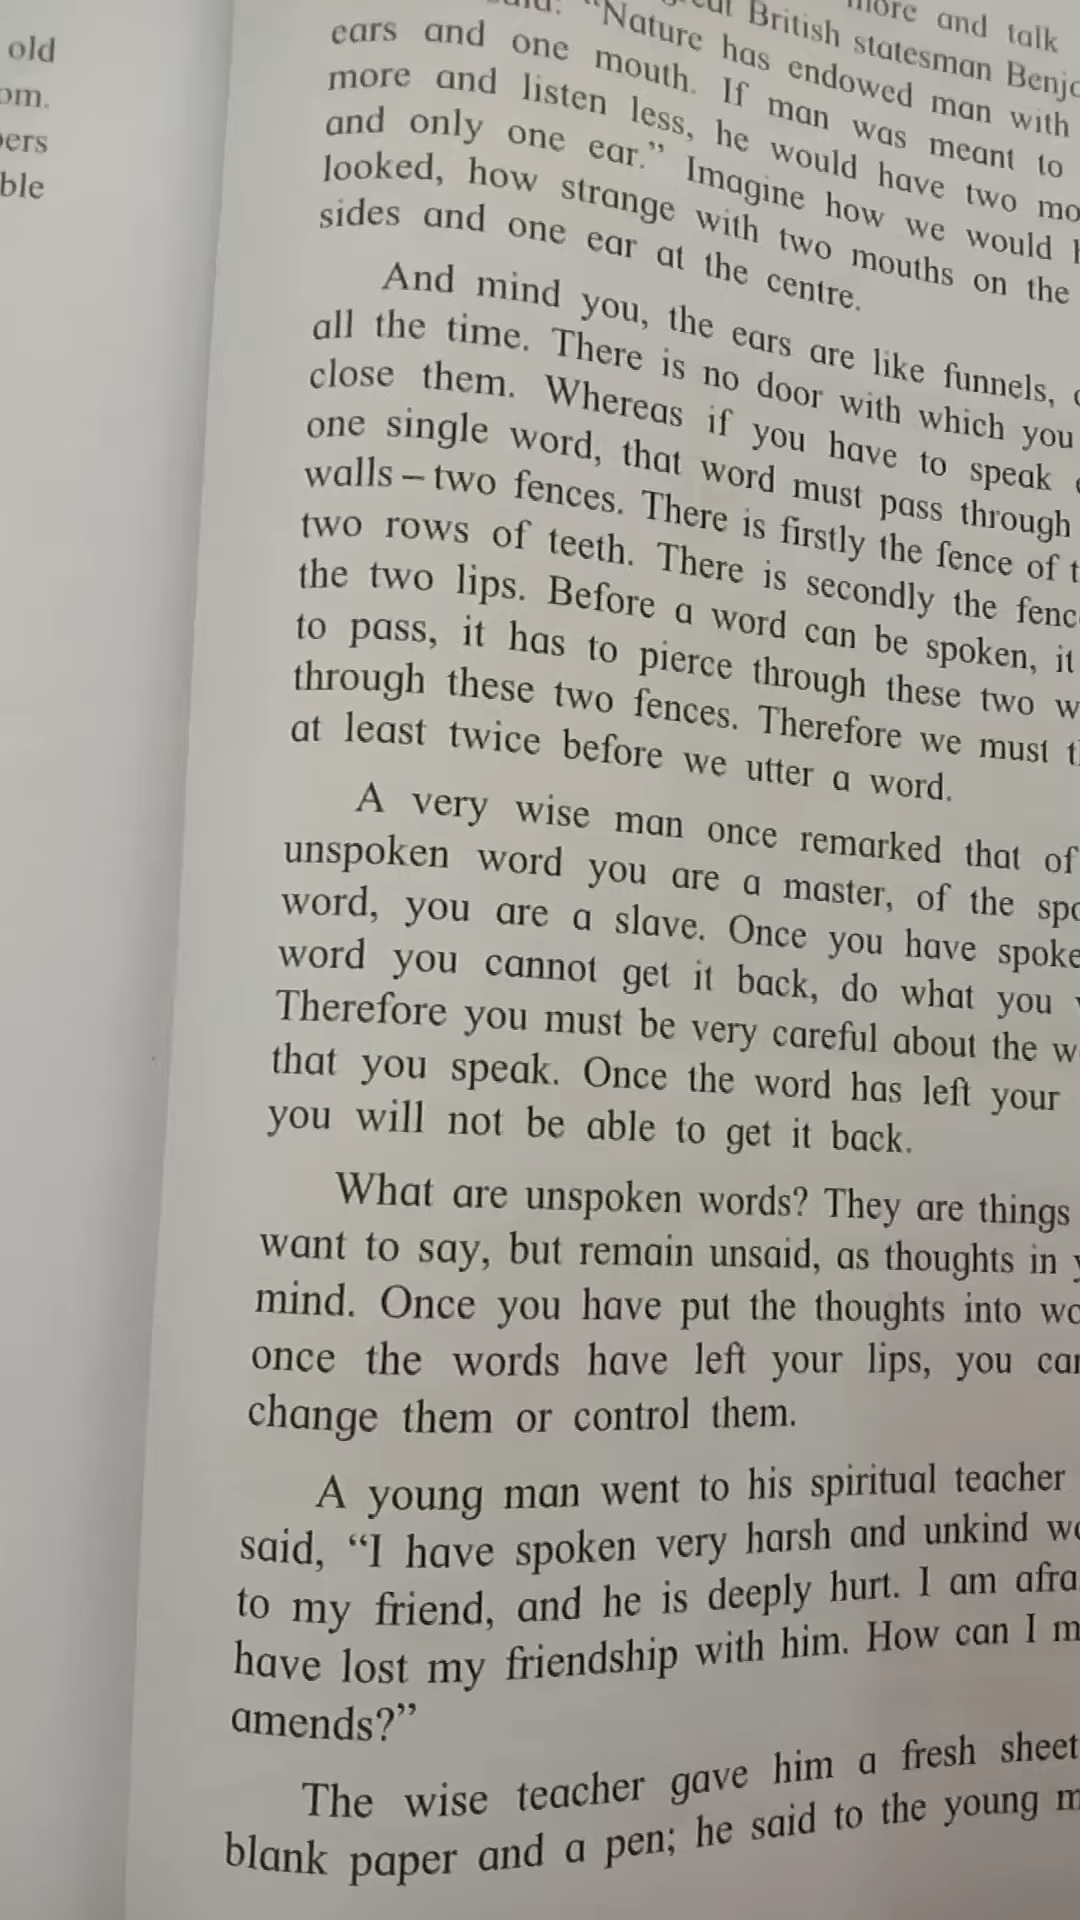 old
ers
ble
more and talk
British statesman
"Nature has endowed man with
ears and one mouth. If man was meant to
more and listen less, he would have two
and only one ear." Imagine how we would
looked, how strange with two mouths on the
sides and one ear at the centre.
And mind you, the ears are like funnels,
all the time. There is no door with which you
close them. Whereas if you have to speak
one single word, that word must pass through
walls – two fences. There is firstly the fence of
two rows of teeth. There is secondly the
the two lips. Before a word can be spoken, it
to pass, it has to pierce through these two
through these two fences. Therefore we must
at least twice before we utter a word.
A very wise man once remarked that of
unspoken word you are a master, of the
word, you are a slave. Once you have
word you cannot get it back, do what you
Therefore you must be very careful about the
that you speak. Once the word has left your
you will not be able to get it back.
What are unspoken words? They are things
want to say, but remain unsaid, as thoughts in
mind. Once you have put the thoughts into
once the words have left your lips, you
change them or control them.
A young man went to his spiritual teacher
said, "I have spoken very harsh and unkind
to my friend, and he is deeply hurt. I am
have lost my friendship with him. How can I
amends?"
The wise teacher gave him a fresh sheet
blank paper and a pen; he said to the young